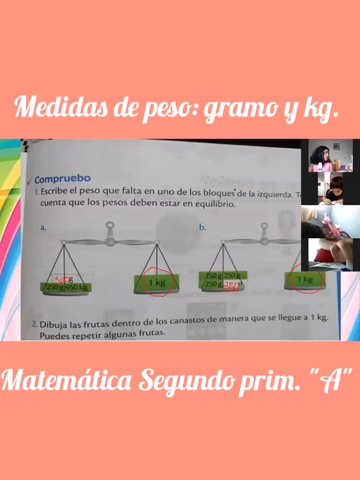 Medidas de peso: gramo y kg.
Compruebo
1. Escribe el peso que falta en uno de los bloques de la izquierda. T
cuenta que los pesos deben estar en equilibrio.
a.
b.
g
250 g
450 kg
1 kg
150 g 250 g
250 g
1 kg
2. Dibuja las frutas dentro de los canastos de manera que se llegue a 1 kg.
Puedes repetir algunas frutas.
Matemática Segundo prim. "A"